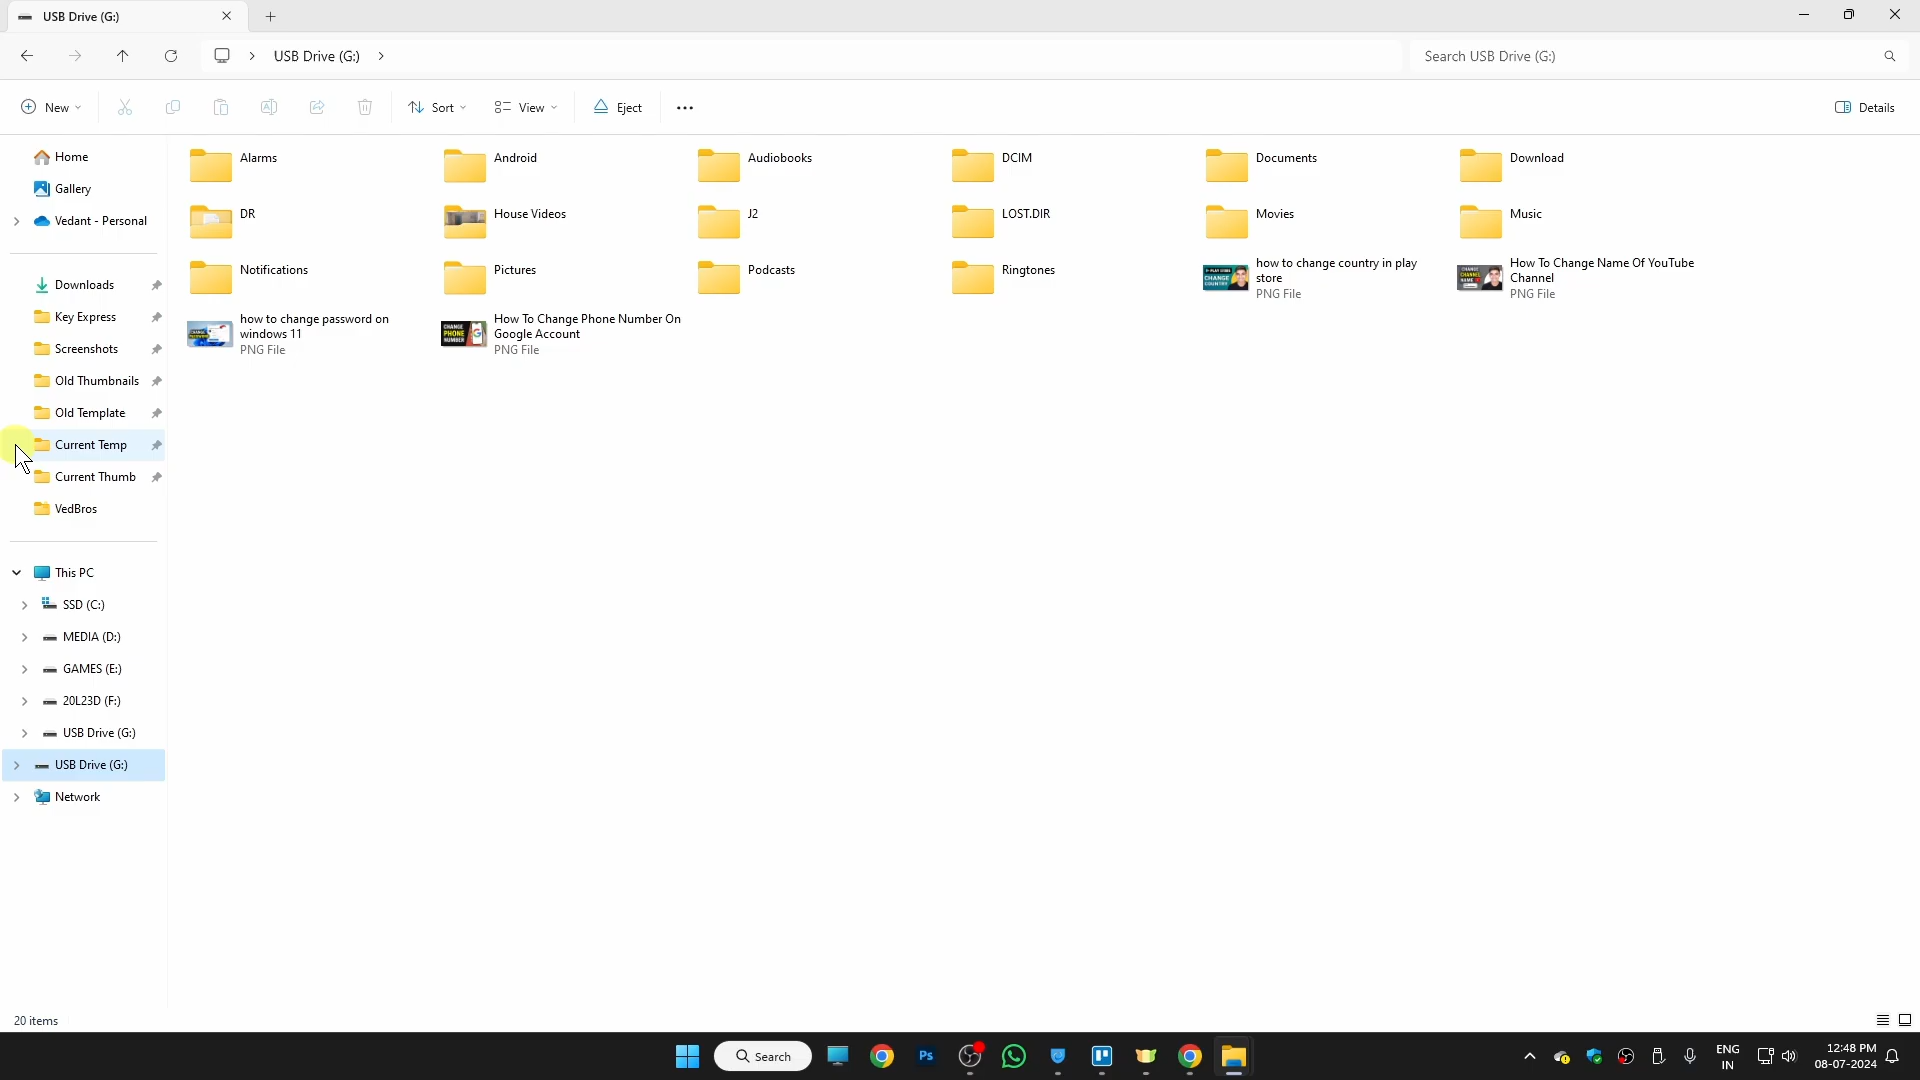 USB Drive (G:)
USB Drive (G:)
Search USB Drive (G:)
New
Sort
View
Eject
Details
Home
Gallery
Vedant - Personal
Downloads
Key Express
Screenshots
Old Thumbnails
Old Template
Current Temp
Current Thumb
VedBros
This PC
SSD (C:)
MEDIA (D:)
GAMES (E:)
20L23D (F:)
USB Drive (G:)
USB Drive (G:)
Network
Alarms
Android
Audiobooks
DCIM
Documents
Download
DR
House Videos
J2
LOST.DIR
Movies
Music
Notifications
Pictures
Podcasts
Ringtones
how to change country in play
store
PNG File
How To Change Name Of YouTube
Channel
PNG File
how to change password on
windows 11
PNG File
CHANGE
PHONE
NUMBER
How To Change Phone Number On
Google Account
PNG File
20 items
Search
Ps
ENG
IN
12:48 PM
08-07-2024